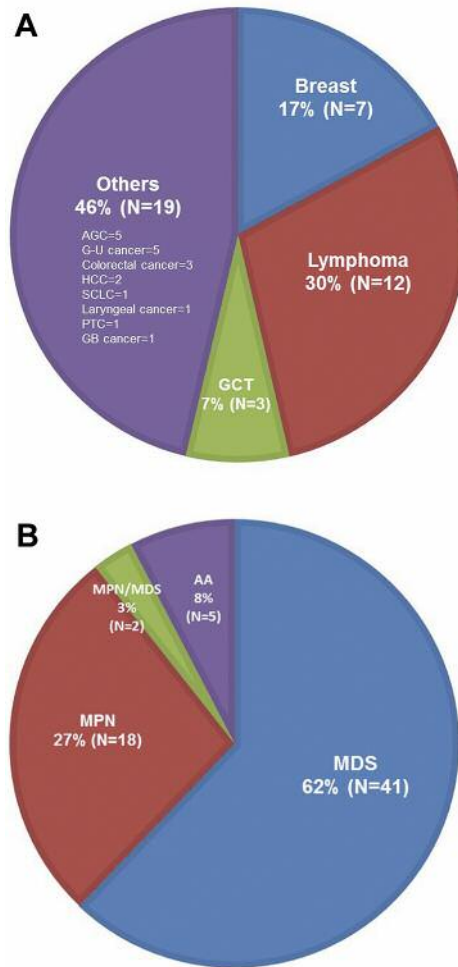 A
Breast
17% (N=7)
Others
46% (N=19)
AGC=5
G-U cancer=5
Colorectal cancer=3
HCC=2
SCLC=1
Laryngeal cancer=1
PTC=1
GB cancer=1
Lymphoma
30% (N=12)
GCT
7% (N=3)
B
MPN/MDS
3%
(N=2)
AA
8%
(N=5)
MPN
27% (N=18)
MDS
62% (N=41)